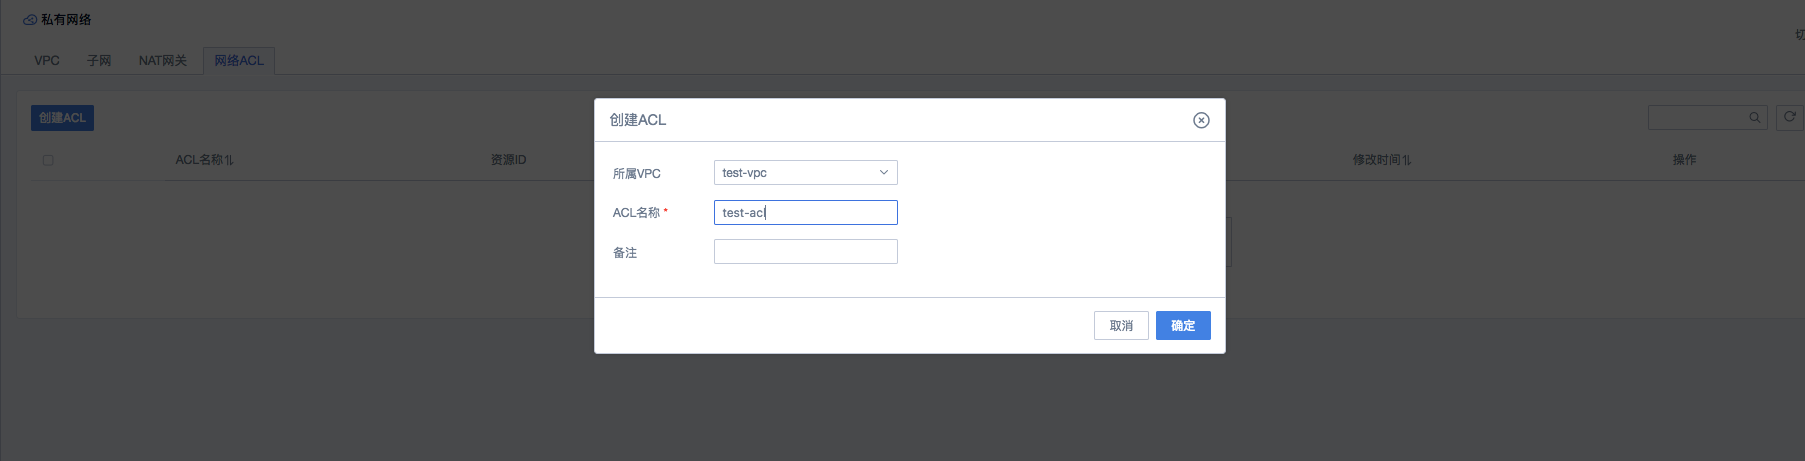 私有网络
切
VPC 子网 NAT网关 网络ACL
创建ACL
ACL名称 资源ID 修改时间 操作
创建ACL
所属VPC test-vpc
ACL名称 * test-acl
备注
取消 确定